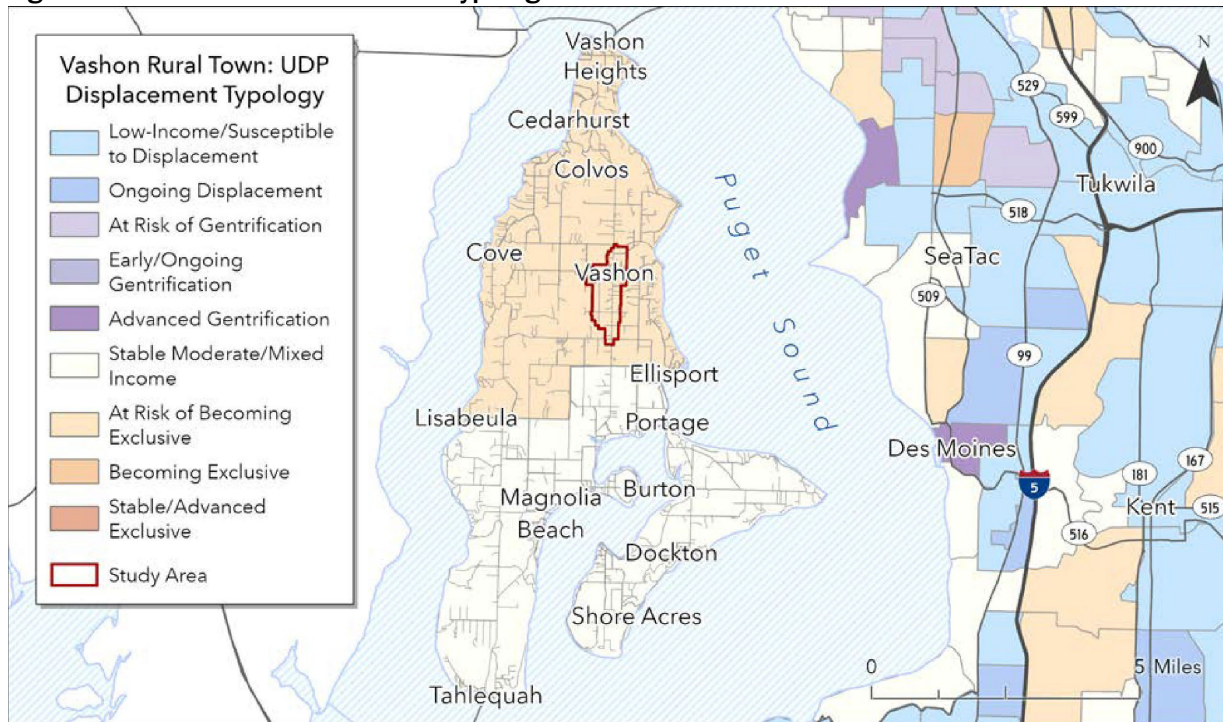 Vashon Rural Town: UDP
Displacement Typology
Low-Income/Susceptible
to Displacement
Ongoing Displacement
At Risk of Gentrification
Early/Ongoing
Gentrification
Advanced Gentrification
Stable Moderate/Mixed
Income
At Risk of Becoming
Exclusive
Becoming Exclusive
Stable/Advanced
Exclusive
Study Area
Vashon
Heights
Cedarhurst
Colvos
Cove
Vashon
Ellisport
Lisabeula
Portage
Magnolia
Beach
Burton
Dockton
Shore Acres
Tahlequah
Puget Sound
N
529
599
900
Tukwila
518
SeaTac
509
99
Des Moines
5
181
167
Kent
515
516
0
5 Miles